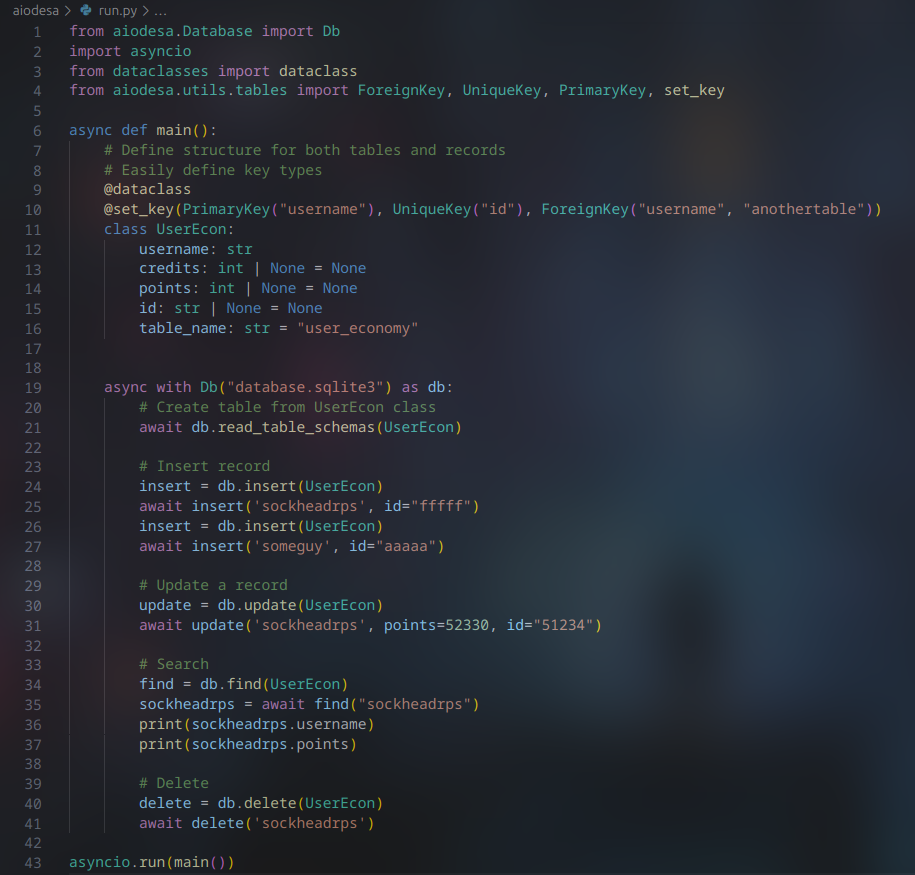 aiodesa > run.py > ...
1 from aiodesa.Database import Db
2 import asyncio
3 from dataclasses import dataclass
4 from aiodesa.utils.tables import ForeignKey, UniqueKey, PrimaryKey, set_key
5
6 async def main():
7     # Define structure for both tables and records
8     # Easily define key types
9     @dataclass
10     @set_key(PrimaryKey("username"), UniqueKey("id"), ForeignKey("username", "anothertable"))
11     class UserEcon:
12         username: str
13         credits: int | None = None
14         points: int | None = None
15         id: str | None = None
16         table_name: str = "user_economy"
17
18
19     async with Db("database.sqlite3") as db:
20         # Create table from UserEcon class
21         await db.read_table_schemas(UserEcon)
22
23         # Insert record
24         insert = db.insert(UserEcon)
25         await insert('sockheadrps', id="fffff")
26         insert = db.insert(UserEcon)
27         await insert('someguy', id="aaaaa")
28
29         # Update a record
30         update = db.update(UserEcon)
31         await update('sockheadrps', points=52330, id="51234")
32
33         # Search
34         find = db.find(UserEcon)
35         sockheadrps = await find("sockheadrps")
36         print(sockheadrps.username)
37         print(sockheadrps.points)
38
39         # Delete
40         delete = db.delete(UserEcon)
41         await delete('sockheadrps')
42
43 asyncio.run(main())